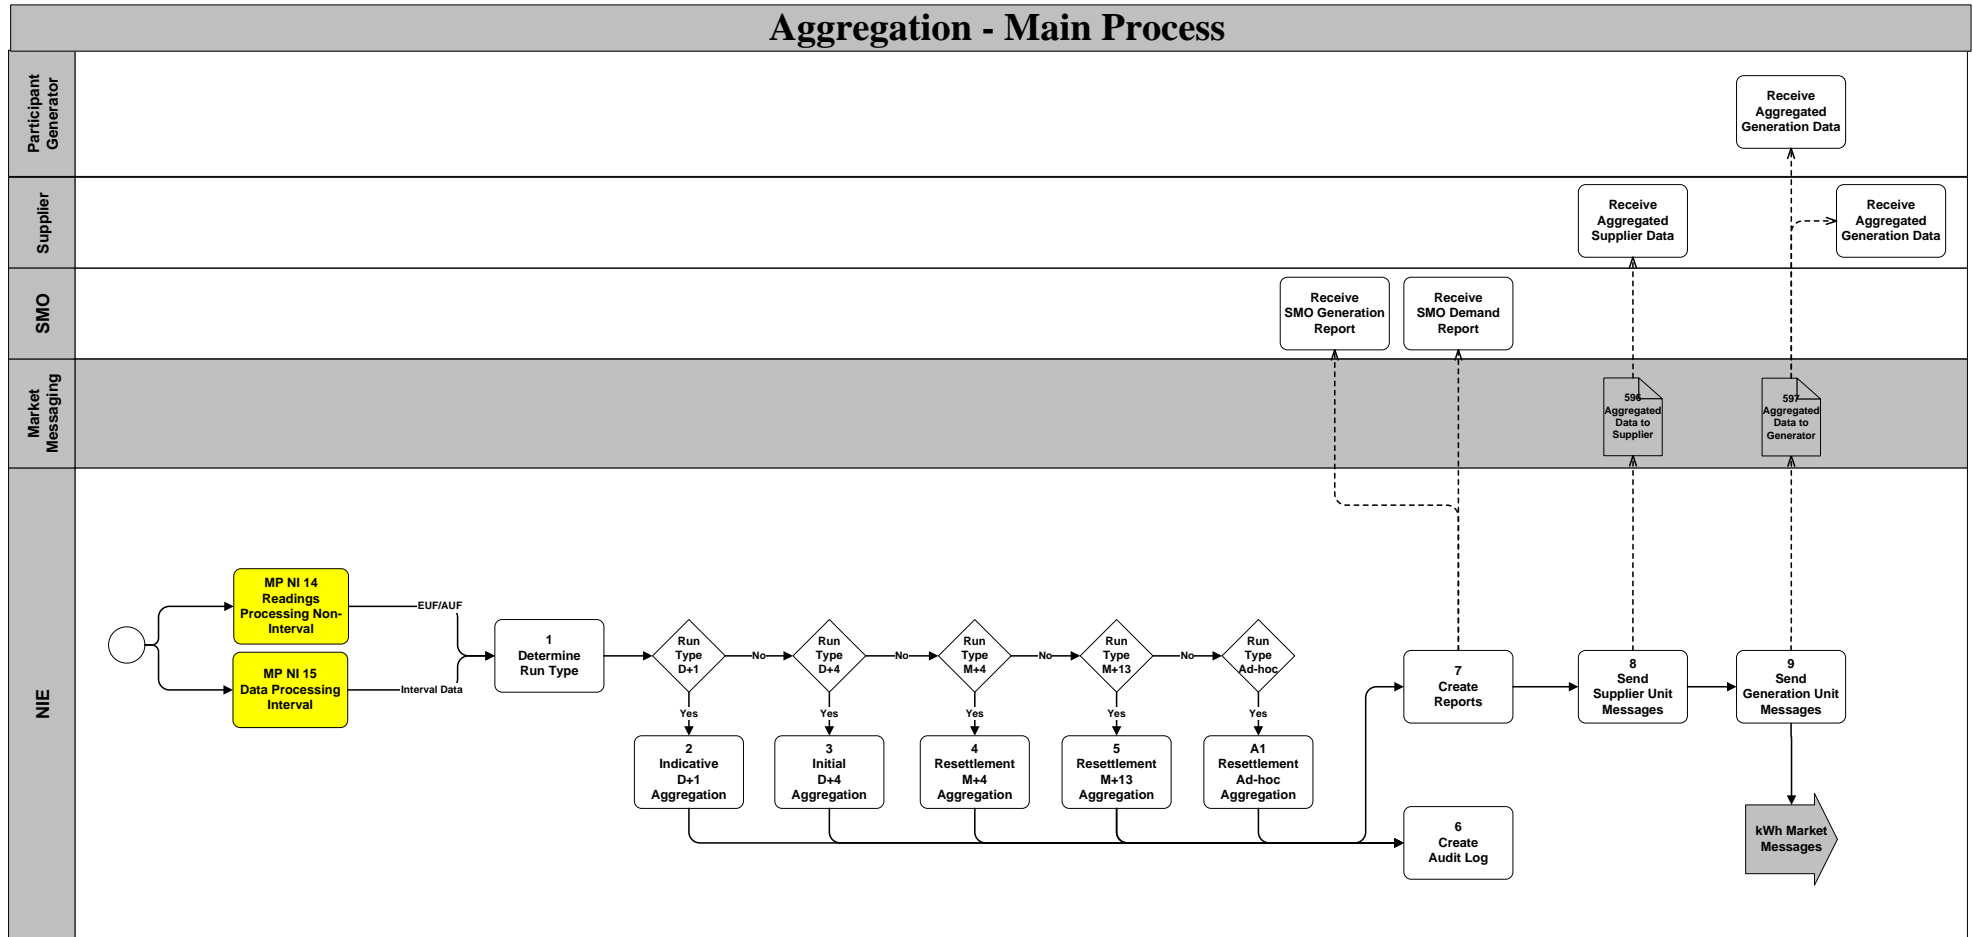 Aggregation - Main Process
Participant
Generator
Receive
Aggregated
Generation Data
Supplier
Receive
Aggregated
Supplier Data
Receive
Aggregated
Generation Data
SMO
Receive
SMO Generation
Report
Receive
SMO Demand
Report
Market
Messaging
596
Aggregated
Data to
Supplier
597
Aggregated
Data to
Generator
NIE
MP NI 14
Readings
Processing Non-
Interval
EUF/AUF
MP NI 15
Data Processing
Interval
Interval Data
1
Determine
Run Type
Run
Type
D+1
No
Run
Type
D+4
No
Run
Type
M+4
No
Run
Type
M+13
No
Run
Type
Ad-hoc
Yes
Yes
Yes
Yes
Yes
2
Indicative
D+1
Aggregation
3
Initial
D+4
Aggregation
4
Resettlement
M+4
Aggregation
5
Resettlement
M+13
Aggregation
A1
Resettlement
Ad-hoc
Aggregation
7
Create
Reports
8
Send
Supplier Unit
Messages
9
Send
Generation Unit
Messages
6
Create
Audit Log
kWh Market
Messages